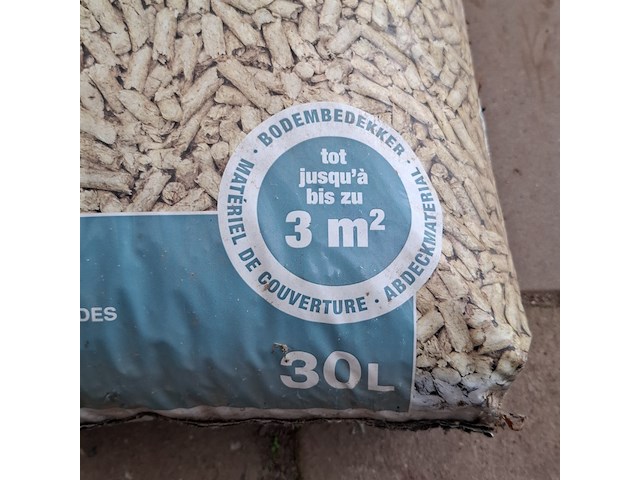 · BODEMBEDEKKER ·
tot
jusqu'à
bis zu
3 m²
MATÉRIEL DE COUVERTURE · ABDECKMATERIAL
DES
30L